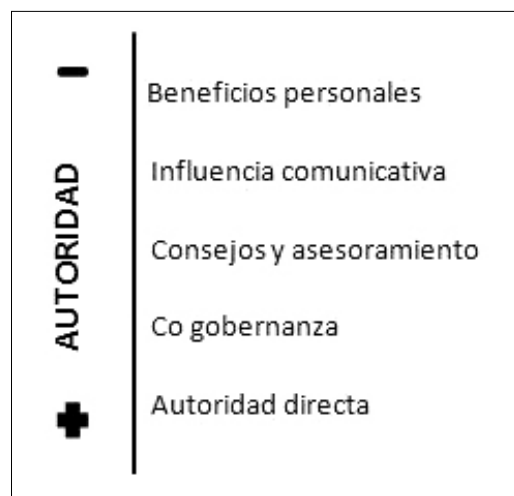 AUTORIDAD
Beneficios personales
Influencia comunicativa
Consejos y asesoramiento
Co gobernanza
Autoridad directa